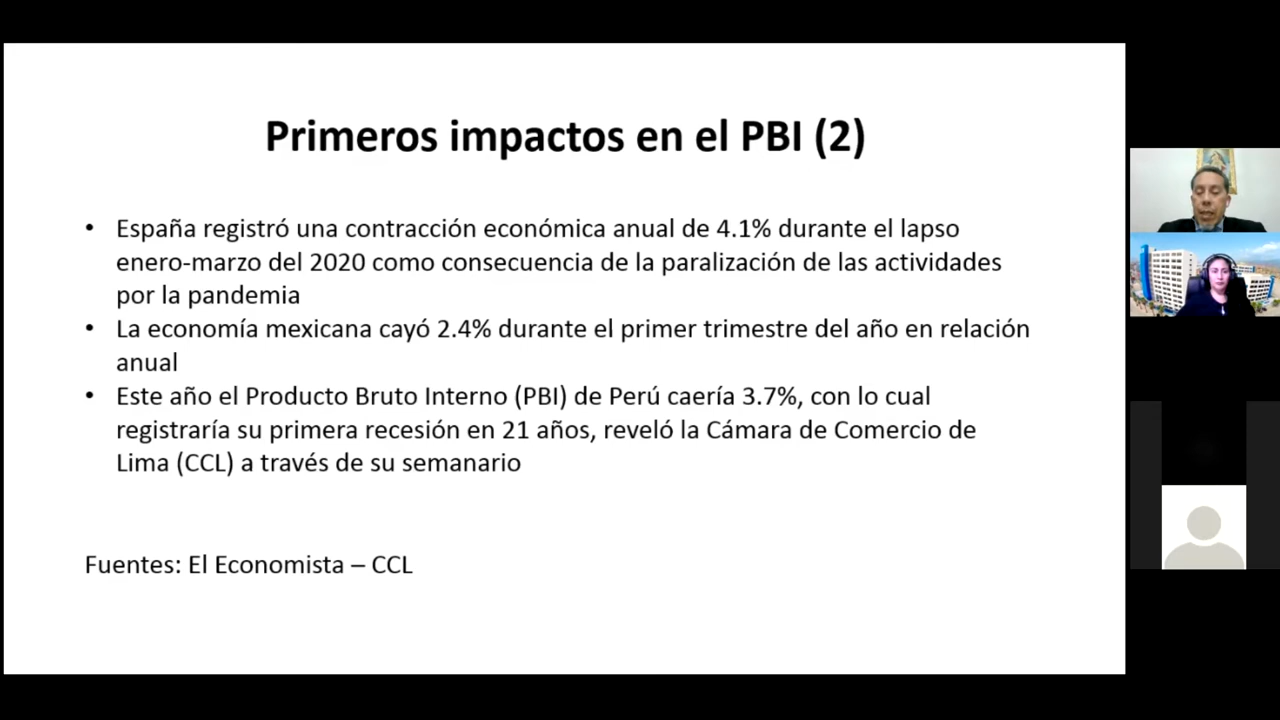 Primeros impactos en el PBI (2)
• España registró una contracción económica anual de 4.1% durante el lapso
enero-marzo del 2020 como consecuencia de la paralización de las actividades
por la pandemia
• La economía mexicana cayó 2.4% durante el primer trimestre del año en relación
anual
• Este año el Producto Bruto Interno (PBI) de Perú caería 3.7%, con lo cual
registraría su primera recesión en 21 años, reveló la Cámara de Comercio de
Lima (CCL) a través de su semanario
Fuentes: El Economista – CCL